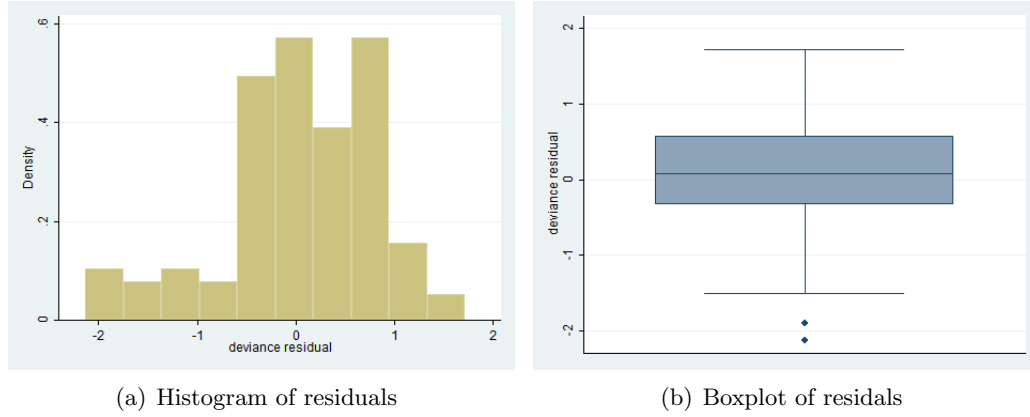 .6
.4
.2
0
Density
-2
-1
0
1
2
deviance residual
2
1
0
-1
-2
deviance residual
(a) Histogram of residuals
(b) Boxplot of residals